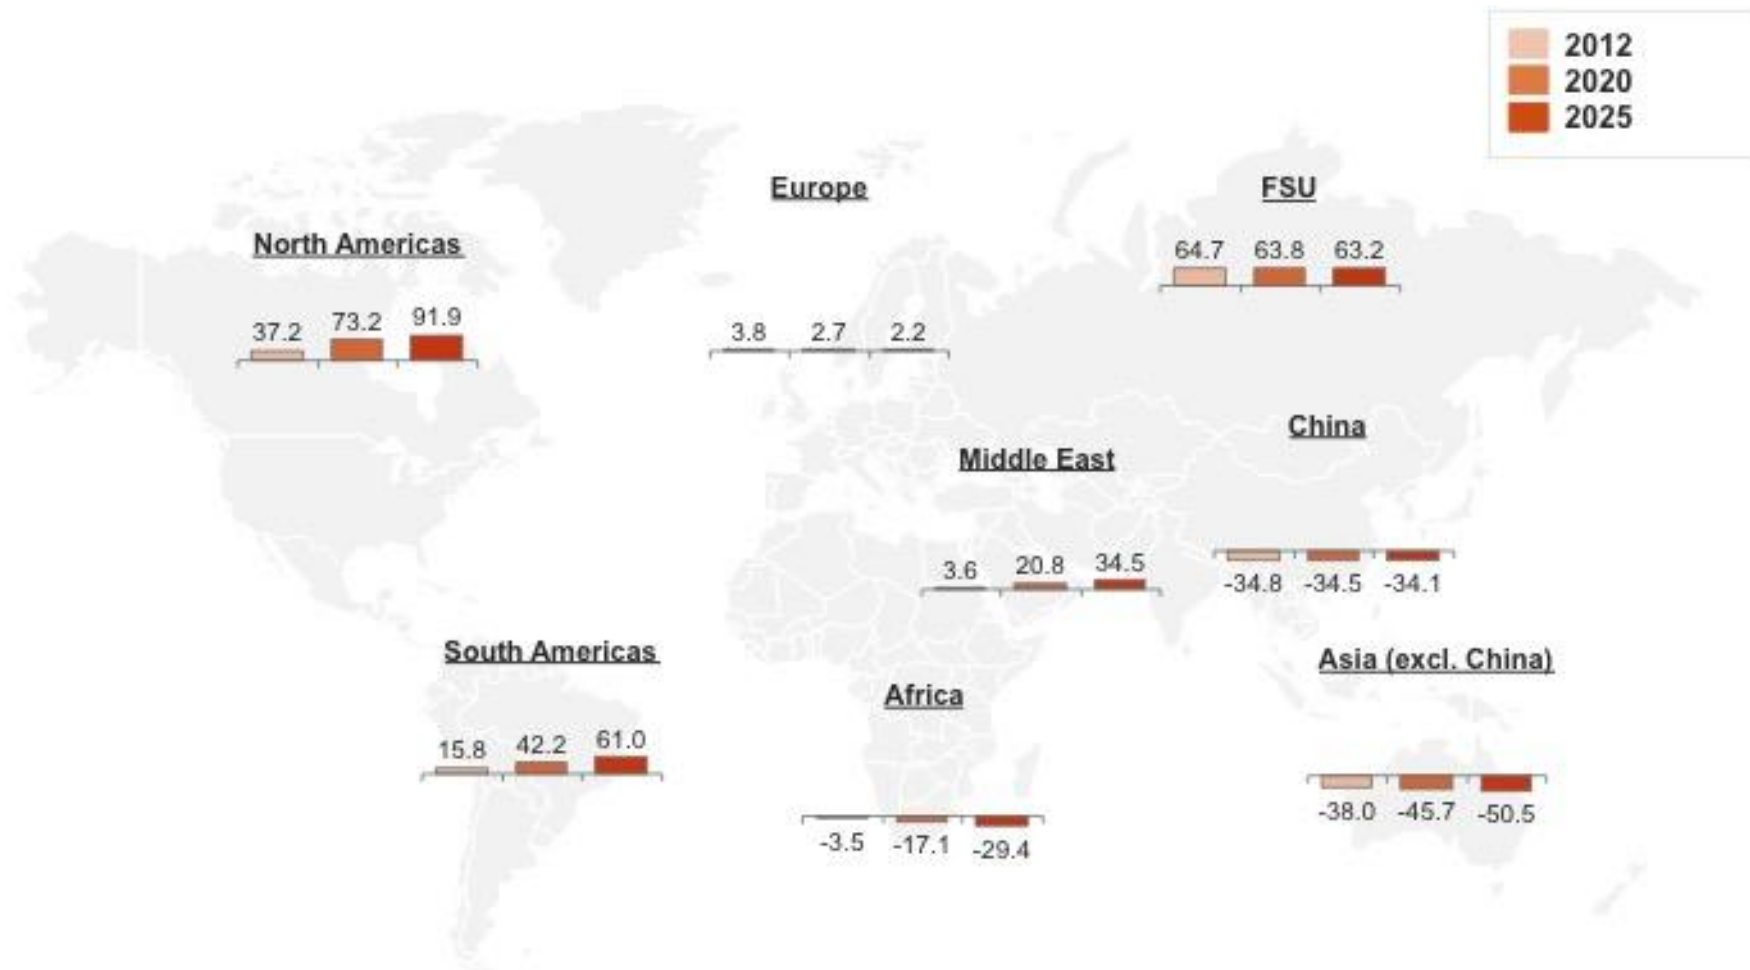 2012
2020
2025
Europe
FSU
North Americas
64.7 63.8 63.2
37.2 73.2 91.9
3.8 2.7 2.2
China
Middle East
3.6 20.8 34.5
-34.8 -34.5 -34.1
South Americas
Asia (excl. China)
Africa
15.8 42.2 61.0
-38.0 -45.7 -50.5
-3.5 -17.1 -29.4